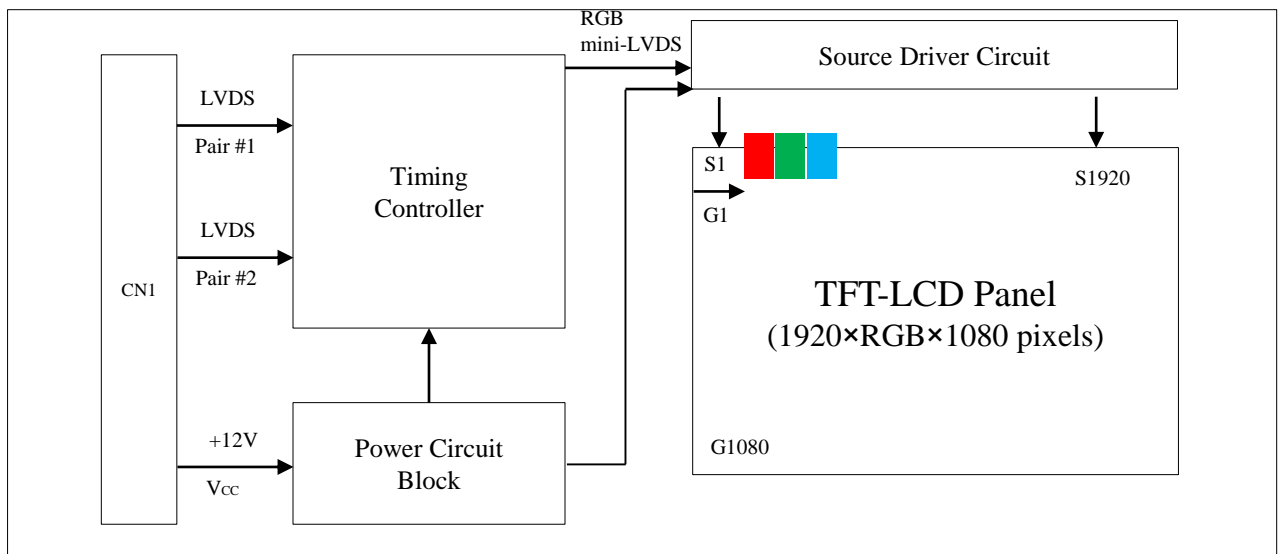 RGB
mini-LVDS
Source Driver Circuit
LVDS
Pair #1
Timing
Controller
S1
S1920
G1
LVDS
Pair #2
CN1
TFT-LCD Panel
(1920×RGB×1080 pixels)
+12V
VCC
Power Circuit
Block
G1080